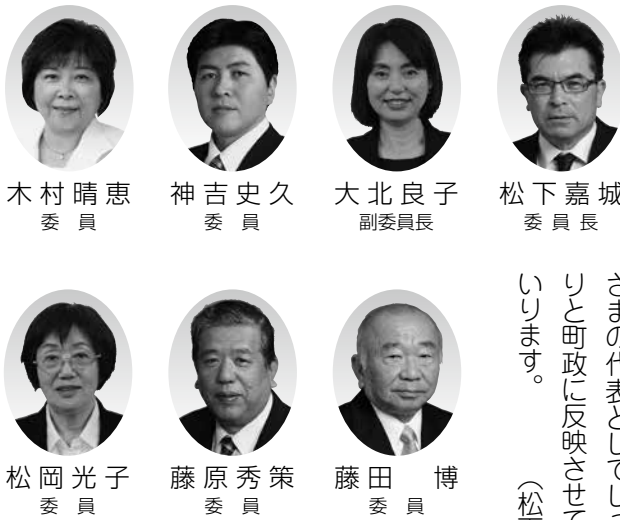 木村晴恵
委員
神吉史久
委員
大北良子
副委員長
松下嘉城
委員長
松岡光子
委員
藤原秀策
委員
藤田 博
委員
さまの代表としてしっ
りと町政に反映させて
いります。
(松